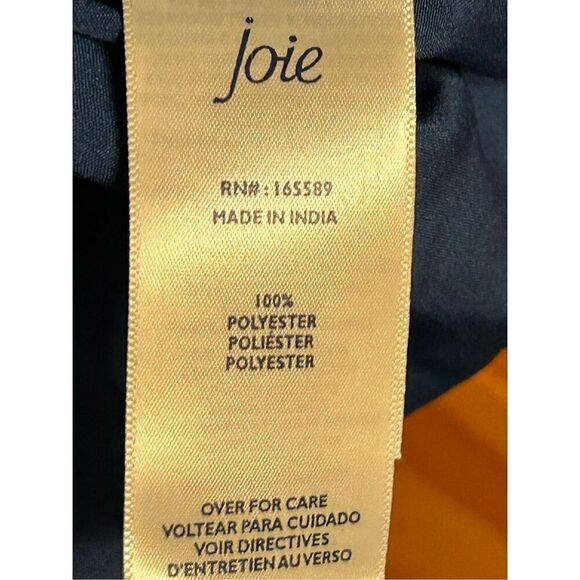 joie
RN# : 165589
MADE IN INDIA
100%
POLYESTER
POLIÉSTER
POLYESTER
OVER FOR CARE
VOLTEAR PARA CUIDADO
VOIR DIRECTIVES
D'ENTRETIEN AU VERSO